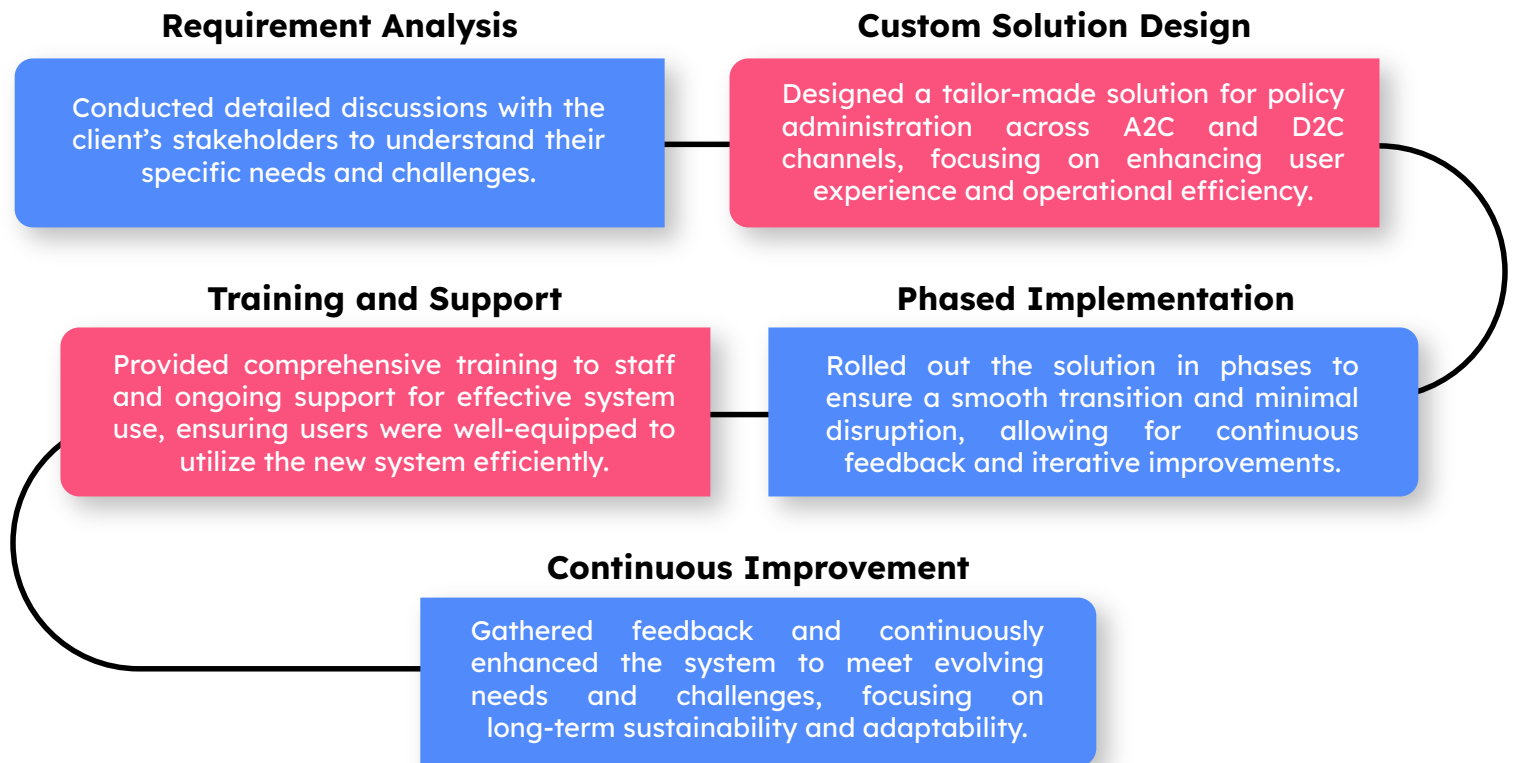 Requirement Analysis
Conducted detailed discussions with the
client’s stakeholders to understand their
specific needs and challenges.
Custom Solution Design
Designed a tailor-made solution for policy
administration across A2C and D2C
channels, focusing on enhancing user
experience and operational efficiency.
Phased Implementation
Rolled out the solution in phases to
ensure a smooth transition and minimal
disruption, allowing for continuous
feedback and iterative improvements.
Training and Support
Provided comprehensive training to staff
and ongoing support for effective system
use, ensuring users were well-equipped to
utilize the new system efficiently.
Continuous Improvement
Gathered feedback and continuously
enhanced the system to meet evolving
needs and challenges, focusing on
long-term sustainability and adaptability.